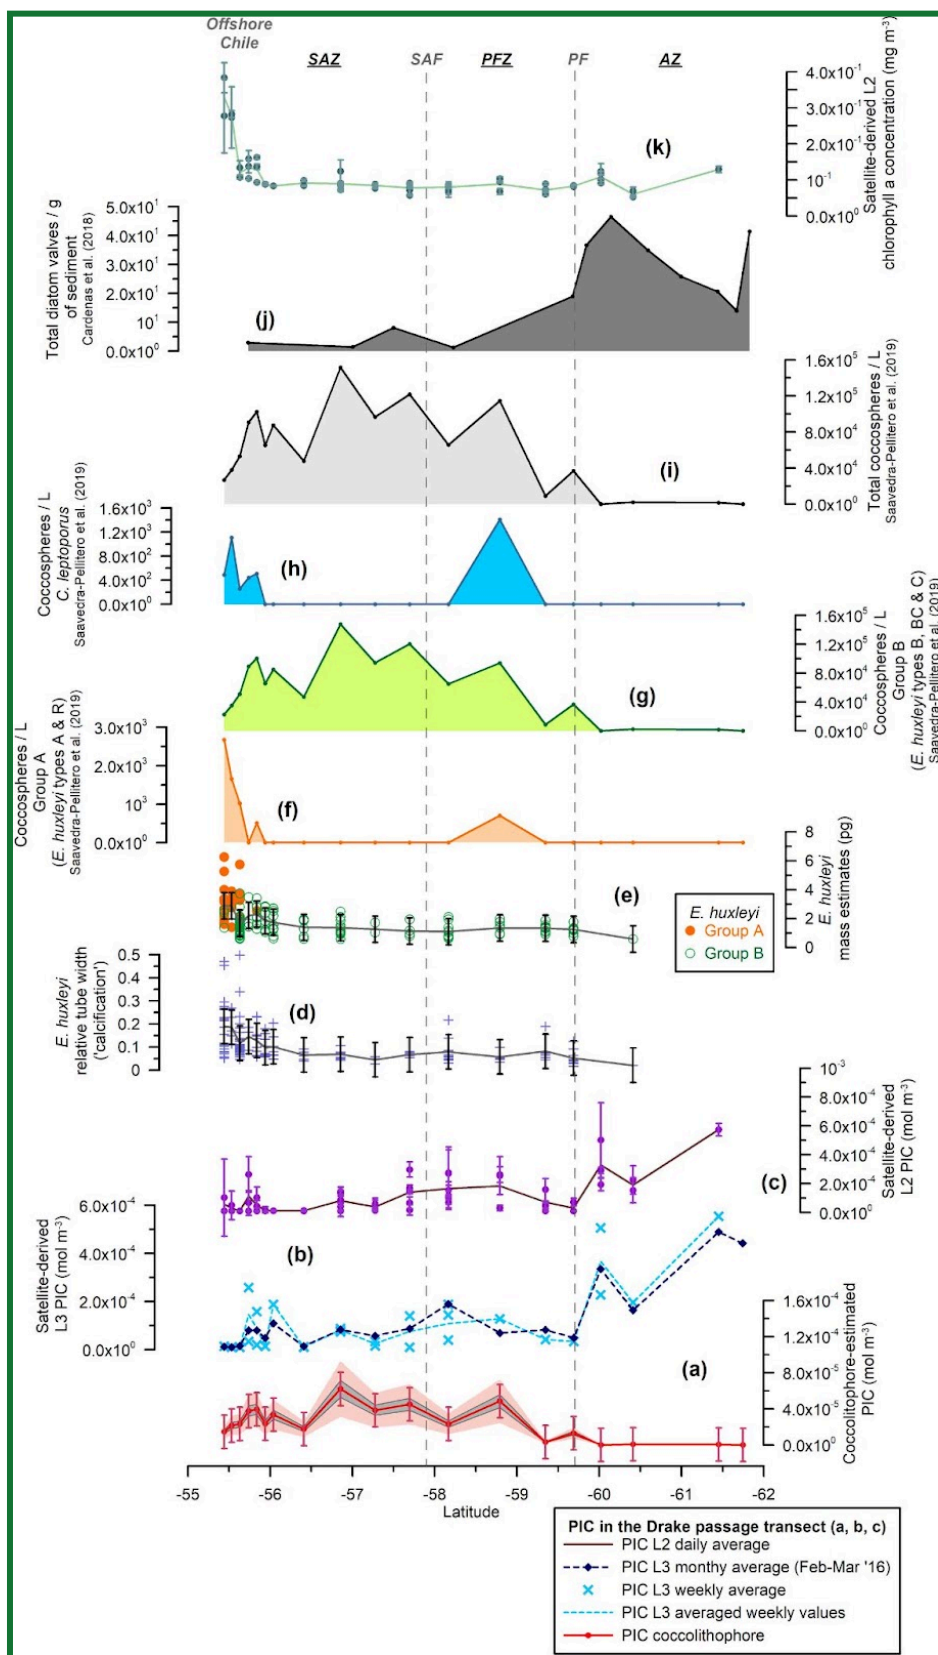 Offshore
Chile
SAZ
SAF
PFZ
PF
AZ
Satellite-derived L2
chlorophyll a concentration (mg m⁻³)
4.0x10⁻¹
3.0x10⁻¹
2.0x10⁻¹
10⁻¹
0.0x10⁰
(k)
Total diatom valves / g
of sediment
Cardenas et al. (2018)
5.0x10¹
4.0x10¹
3.0x10¹
2.0x10¹
10¹
0.0x10⁰
(j)
1.6x10⁵
1.2x10⁵
8.0x10⁴
4.0x10⁴
0.0x10⁰
Total coccospheres / L
Saavedra-Pellitero et al. (2019)
(i)
Coccospheres / L
C. leptoporus
Saavedra-Pellitero et al. (2019)
1.6x10³
1.2x10³
8.0x10²
4.0x10²
0.0x10⁰
(h)
1.6x10⁵
1.2x10⁵
8.0x10⁴
4.0x10⁴
0.0x10⁰
Coccospheres / L
Group B
(E. huxleyi types B, BC & C)
Saavedra-Pellitero et al. (2019)
(g)
Coccospheres / L
Group A
(E. huxleyi types A & R)
Saavedra-Pellitero et al. (2019)
3.0x10³
2.0x10³
10³
0.0x10⁰
(f)
8
6
4
2
0
E. huxleyi
mass estimates (pg)
(e)
E. huxleyi
Group A
Group B
E. huxleyi
relative tube width
('calcification')
0.5
0.4
0.3
0.2
0.1
0
(d)
10⁻³
8.0x10⁻⁴
6.0x10⁻⁴
4.0x10⁻⁴
2.0x10⁻⁴
0.0x10⁰
Satellite-derived
L2 PIC (mol m⁻³)
(c)
Satellite-derived
L3 PIC (mol m⁻³)
6.0x10⁻⁴
4.0x10⁻⁴
2.0x10⁻⁴
0.0x10⁰
(b)
1.6x10⁻⁴
1.2x10⁻⁴
8.0x10⁻⁵
4.0x10⁻⁵
0.0x10⁰
Coccolitophore-estimated
PIC (mol m⁻³)
(a)
-55 -56 -57 -58 -59 -60 -61 -62
Latitude
PIC in the Drake passage transect (a, b, c)
PIC L2 daily average
PIC L3 monthy average (Feb-Mar '16)
PIC L3 weekly average
PIC L3 averaged weekly values
PIC coccolithophore